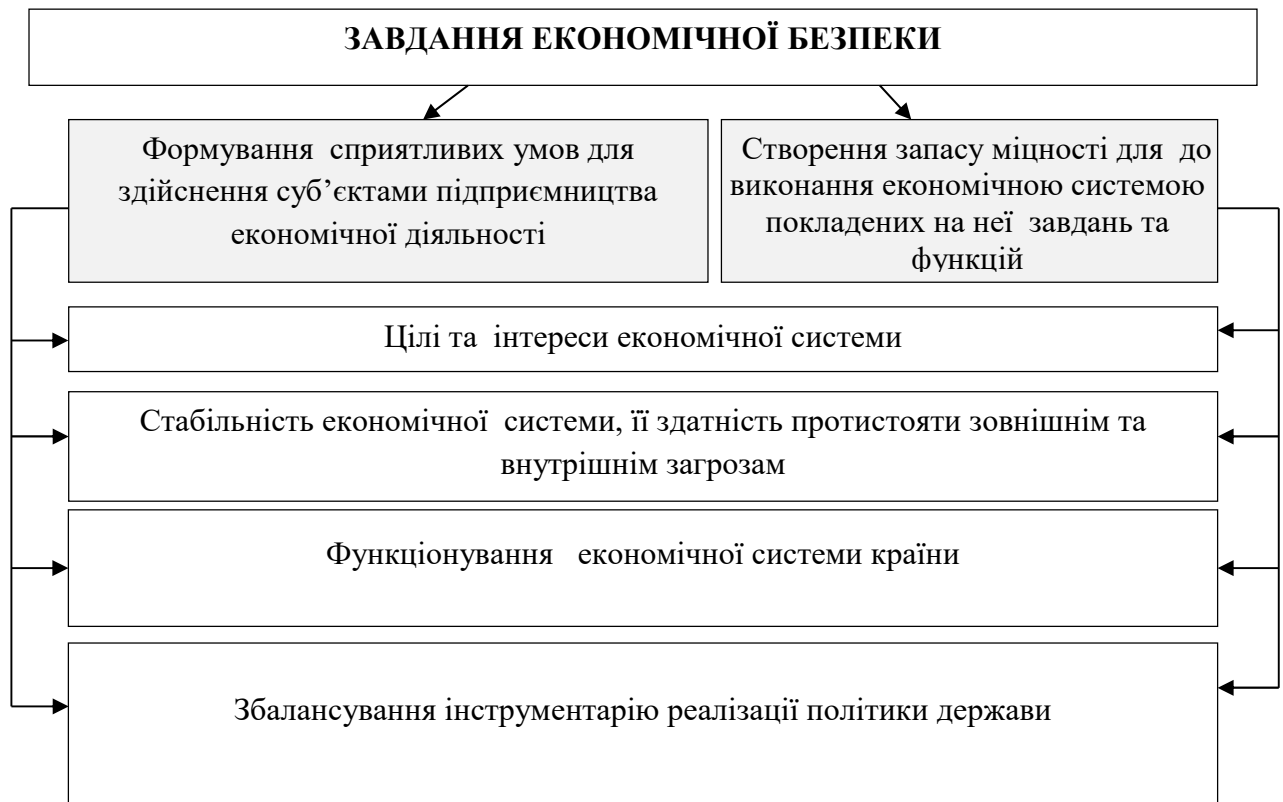 ЗАВДАННЯ ЕКОНОМІЧНОЇ БЕЗПЕКИ
Формування сприятливих умов для
здійснення суб’єктами підприємництва
економічної діяльності
Створення запасу міцності для до
виконання економічною системою
покладених на неї завдань та
функцій
Цілі та інтереси економічної системи
Стабільність економічної системи, її здатність протистояти зовнішнім та
внутрішнім загрозам
Функціонування економічної системи країни
Збалансування інструментарію реалізації політики держави